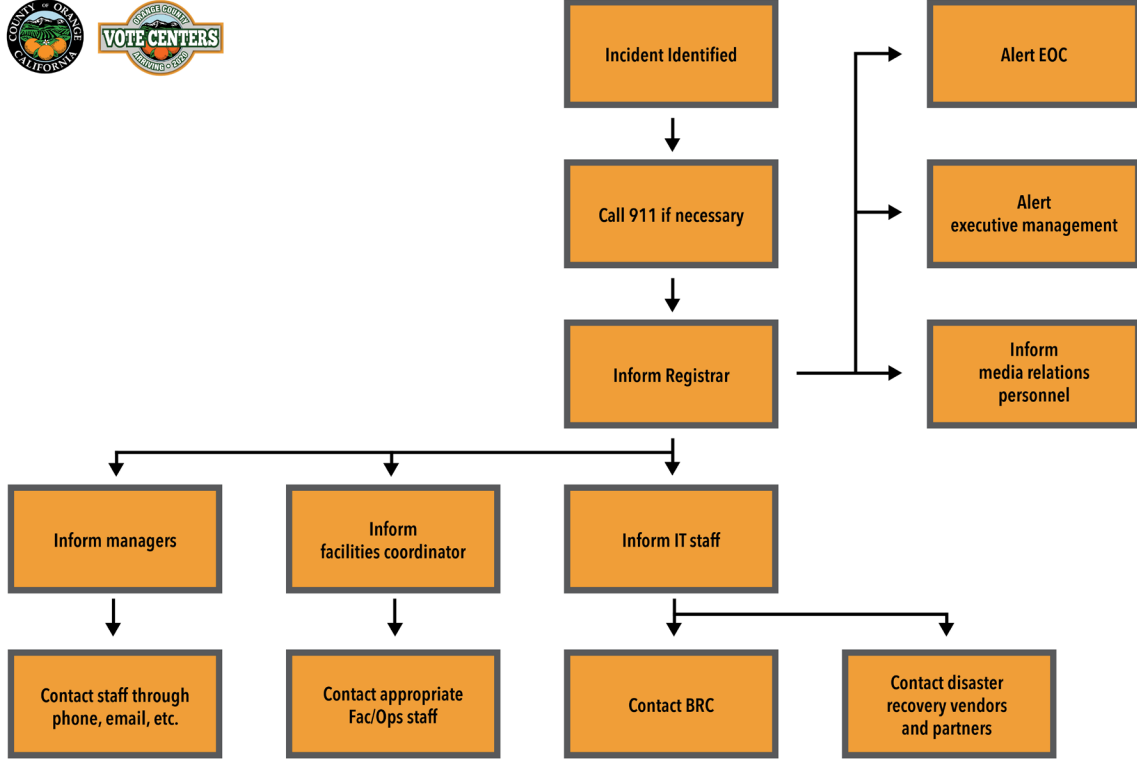 COUNTY OF ORANGE
CALIFORNIA
ORANGE COUNTY
VOTE CENTERS
ARRIVING • 2020
Incident Identified
Alert EOC
Call 911 if necessary
Alert
executive management
Inform Registrar
Inform
media relations
personnel
Inform managers
Inform
facilities coordinator
Inform IT staff
Contact staff through
phone, email, etc.
Contact appropriate
Fac/Ops staff
Contact BRC
Contact disaster
recovery vendors
and partners